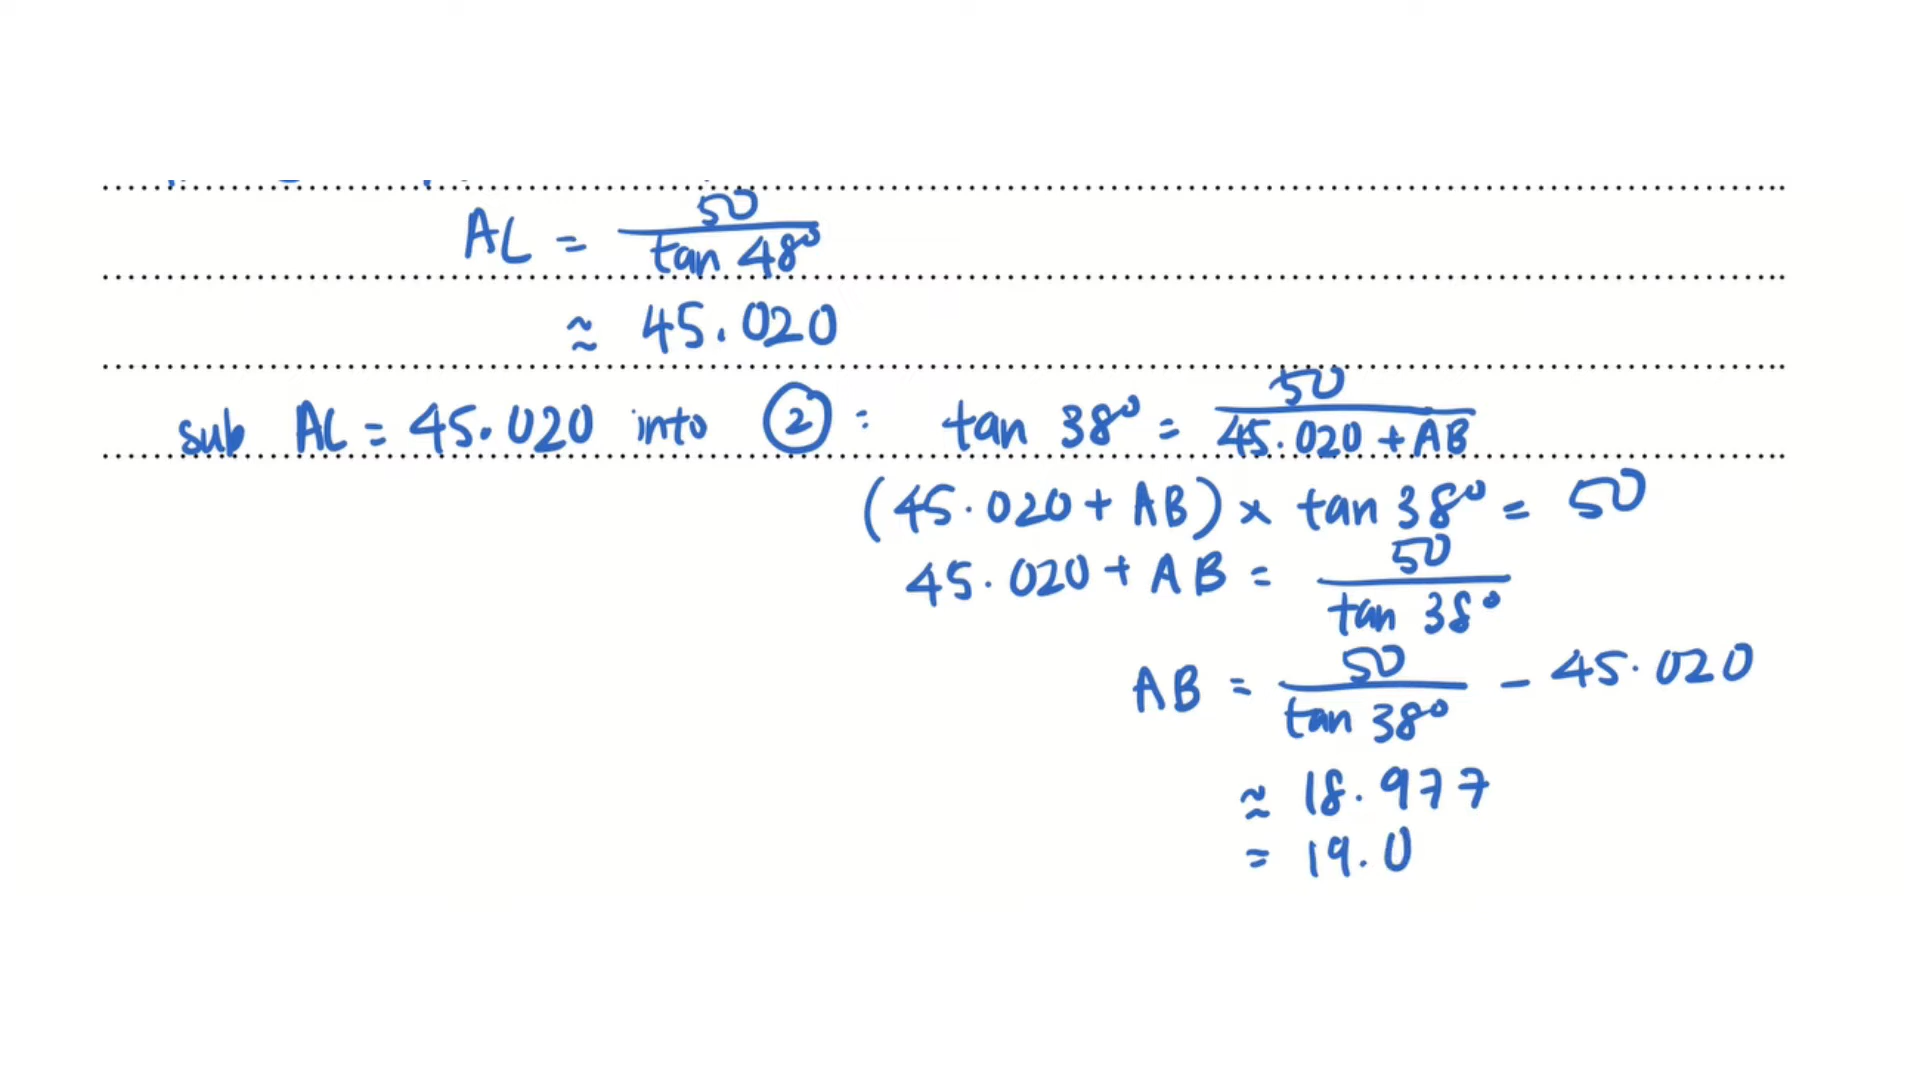 AL = 50 / tan 48°
≈ 45.020
sub AL = 45.020 into ② : tan 38° = 50 / 45.020 + AB
(45.020 + AB) × tan 38° = 50
45.020 + AB = 50 / tan 38°
AB = 50 / tan 38° - 45.020
≈ 18.977
= 19.0